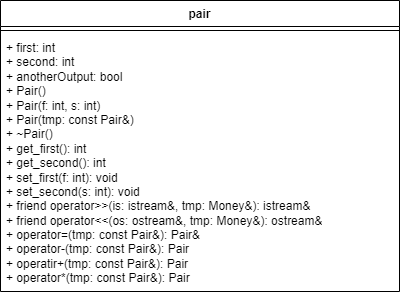 pair
+ first: int
+ second: int
+ anotherOutput: bool
+ Pair()
+ Pair(f: int, s: int)
+ Pair(tmp: const Pair&)
+ ~Pair()
+ get_first(): int
+ get_second(): int
+ set_first(f: int): void
+ set_second(s: int): void
+ friend operator>>(is: istream&, tmp: Money&): istream&
+ friend operator<<(os: ostream&, tmp: Money&): ostream&
+ operator=(tmp: const Pair&): Pair&
+ operator-(tmp: const Pair&): Pair
+ operatir+(tmp: const Pair&): Pair
+ operator*(tmp: const Pair&): Pair